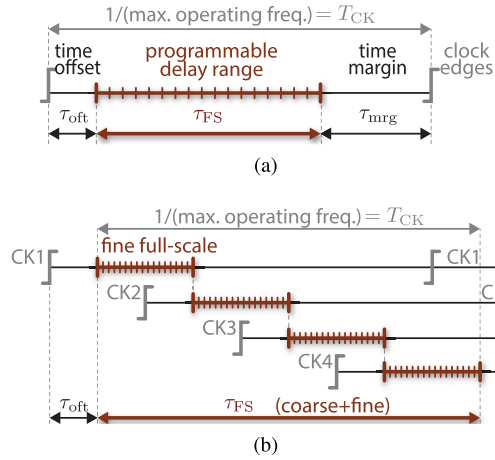 1/(max. operating freq.) = T_CK
time offset
programmable delay range
time margin
clock edges
τ_oft
τ_FS
τ_mrg
(a)
1/(max. operating freq.) = T_CK
CK1
fine full-scale
CK1
CK2
C
CK3
CK4
τ_oft
τ_FS (coarse+fine)
(b)